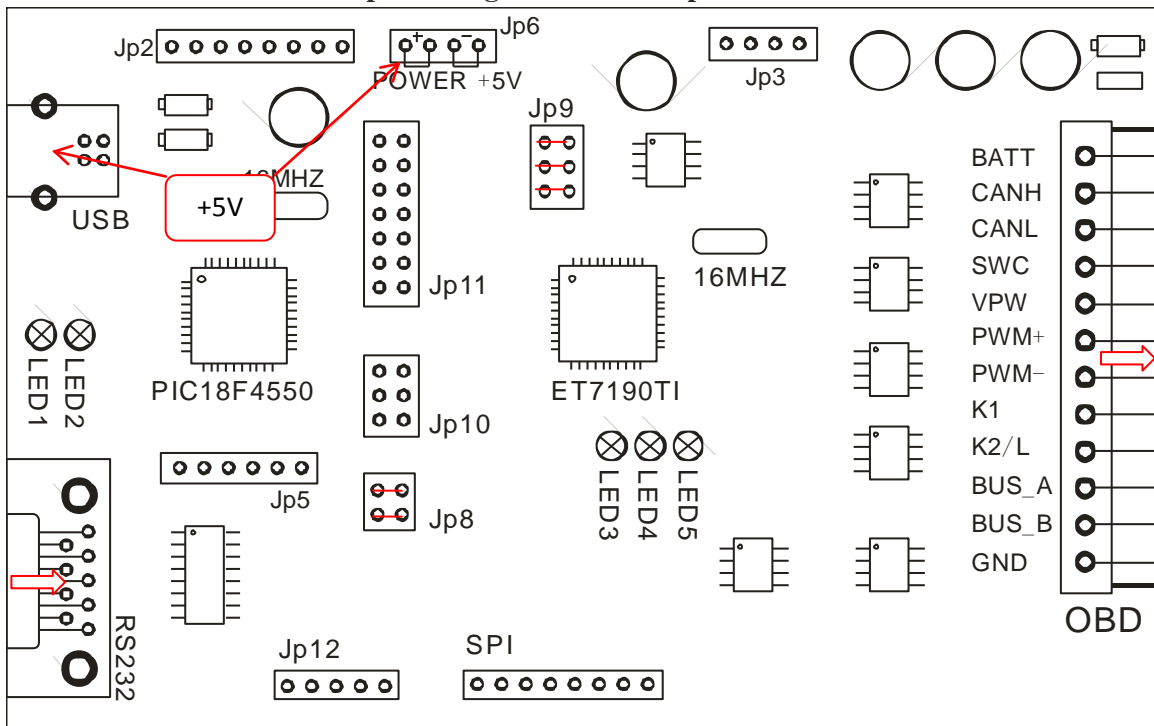 Jp2
+
−
Jp6
POWER +5V
Jp3
Jp9
MHZ
+5V
USB
Jp11
16MHZ
BATT
CANH
CANL
SWC
VPW
PWM+
PWM−
K1
K2/L
BUS_A
BUS_B
GND
OBD
LED1
LED2
PIC18F4550
ET7190TI
Jp10
LED3
LED4
LED5
Jp5
Jp8
RS232
Jp12
SPI